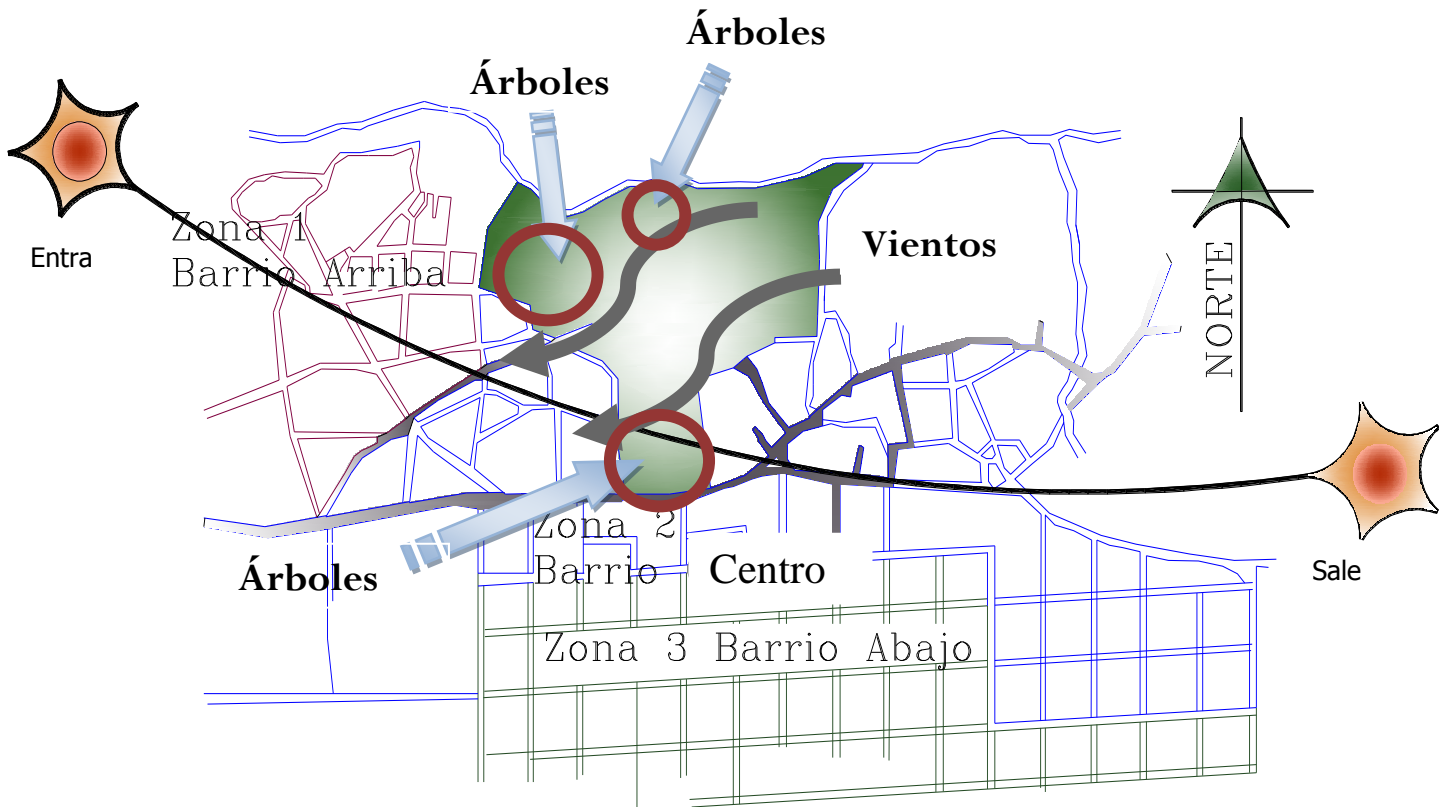 Árboles
Árboles
Entra
Zona 1
Barrio Arriba
Vientos
NORTE
Zona 2
Barrio Centro
Árboles
Sale
Zona 3 Barrio Abajo